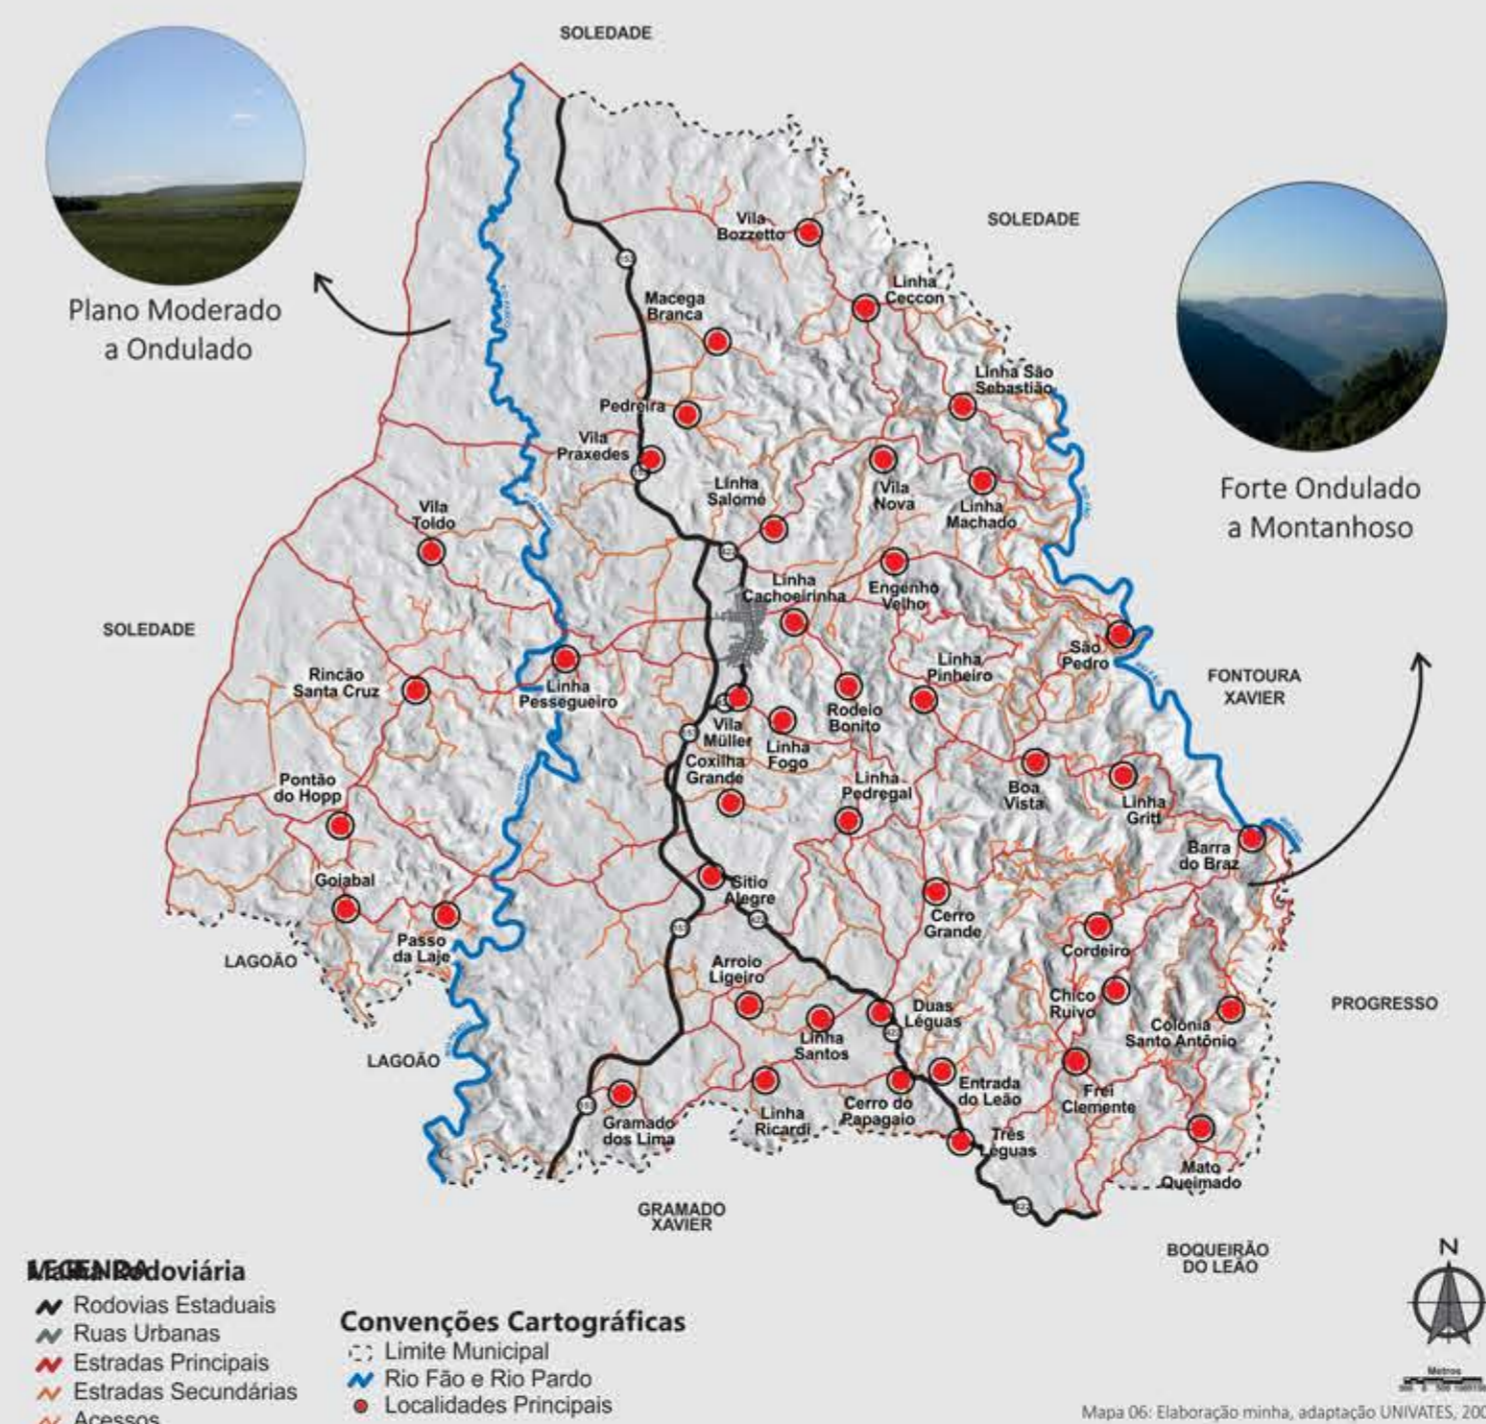 SOLEDADE
Plano Moderado
a Ondulado
SOLEDADE
Forte Ondulado
a Montanhoso
Vila
Bozzetto
Linha
Ceccon
Macega
Branca
Linha São
Sebastião
Pedreira
Vila
Praxedes
Linha
Salomé
Vila
Nova
Linha
Machado
Vila
Toldo
Linha
Cachoeirinha
Engenho
Velho
SOLEDADE
São
Pedro
FONTOURA
XAVIER
Rincão
Santa Cruz
Linha
Pessegueiro
Linha
Pinheiro
Rodeio
Bonito
Vila
Müller
Linha
Fogo
Coxilha
Grande
Pontão
do Hopp
Linha
Pedregal
Boa
Vista
Linha
Gritt
Barra
do Braz
Goiabal
Sitio
Alegre
Cerro
Grande
Passo
da Laje
LAGOÃO
Cordeiro
Arroio
Ligeiro
Chico
Ruivo
PROGRESSO
Duas
Léguas
Linha
Santos
Colônia
Santo Antônio
LAGOÃO
Gramado
dos Lima
Linha
Ricardi
Cerro do
Papagaio
Entrada
do Leão
Frei
Clemente
Três
Léguas
Mato
Queimado
GRAMADO
XAVIER
BOQUEIRÃO
DO LEÃO
LEGENDA
Malha Rodoviária
Rodovias Estaduais
Ruas Urbanas
Estradas Principais
Estradas Secundárias
Acessos
Convenções Cartográficas
Limite Municipal
Rio Fão e Rio Pardo
Localidades Principais
N
Metros
Mapa 06: Elaboração minha, adaptação UNIVATES, 200